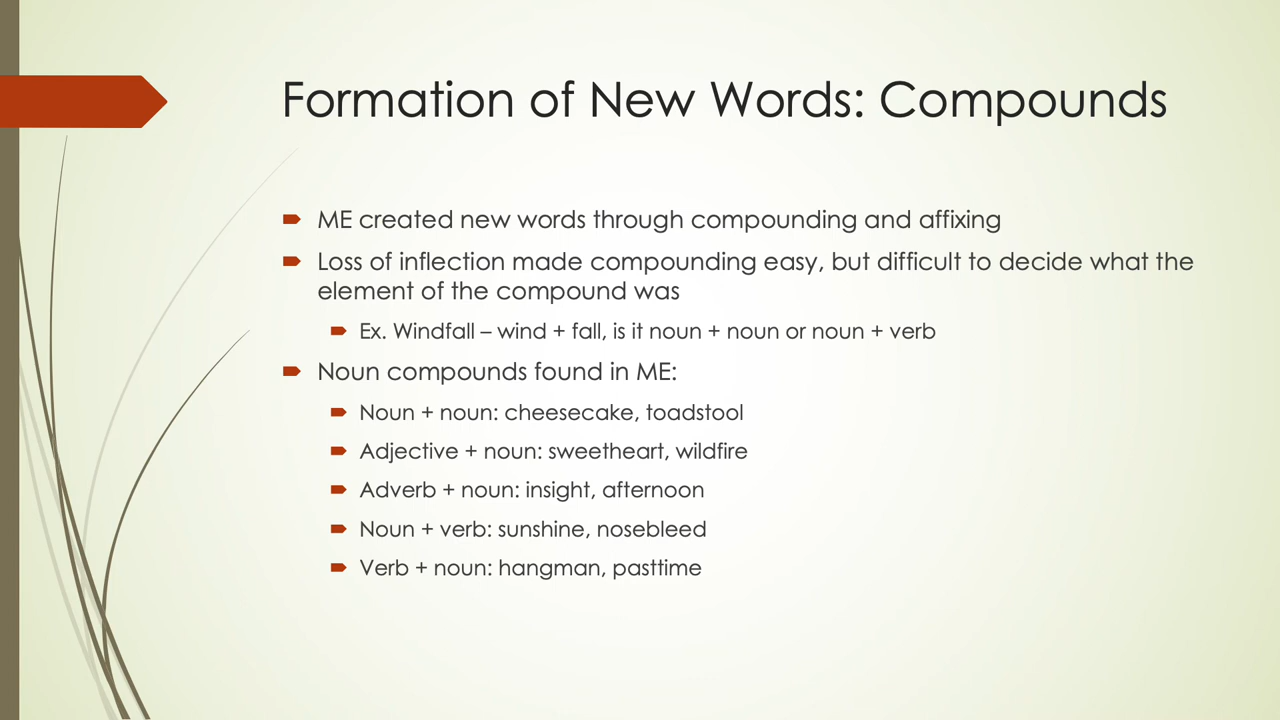 Formation of New Words: Compounds
ME created new words through compounding and affixing
Loss of inflection made compounding easy, but difficult to decide what the
element of the compound was
Ex. Windfall – wind + fall, is it noun + noun or noun + verb
Noun compounds found in ME:
Noun + noun: cheesecake, toadstool
Adjective + noun: sweetheart, wildfire
Adverb + noun: insight, afternoon
Noun + verb: sunshine, nosebleed
Verb + noun: hangman, pasttime